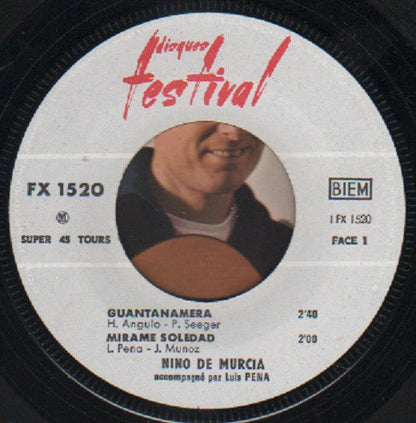 disques
festival
FX 1520
BIEM
1 FX 1520
SUPER 45 TOURS
FACE 1
GUANTANAMERA 2'40
H. Angulo - P. Seeger
MIRAME SOLEDAD 2'00
L. Pena - J. Munoz
NINO DE MURCIA
accompagné par Luis PENA